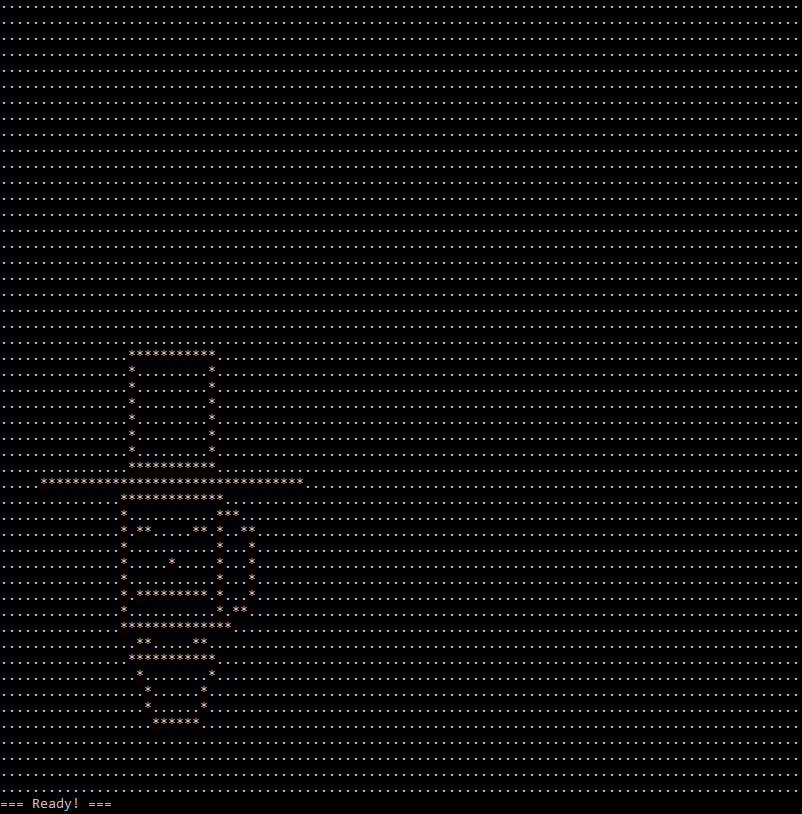 === Ready! ===